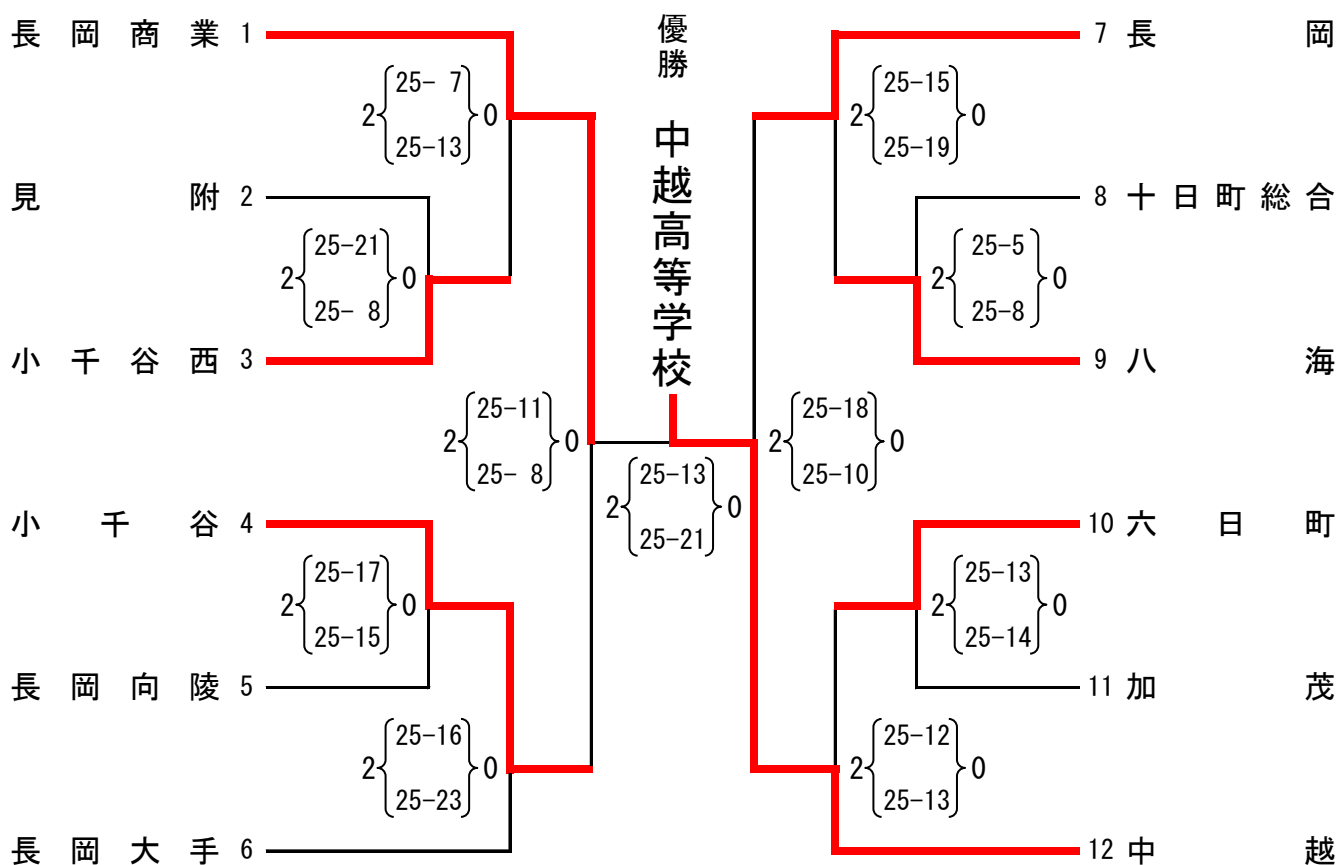 長岡商業 1
2 25- 7 0
25-13
見附 2
2 25-21 0
25- 8
小千谷西 3
2 25-11 0
25- 8
小千谷 4
2 25-17 0
25-15
長岡向陵 5
2 25-16 0
25-23
長岡大手 6
優勝
中越高等学校
2 25-13 0
25-21
7 長岡
2 25-15 0
25-19
8 十日町総合
2 25-5 0
25-8
9 八海
2 25-18 0
25-10
10 六日町
2 25-13 0
25-14
11 加茂
2 25-12 0
25-13
12 中越